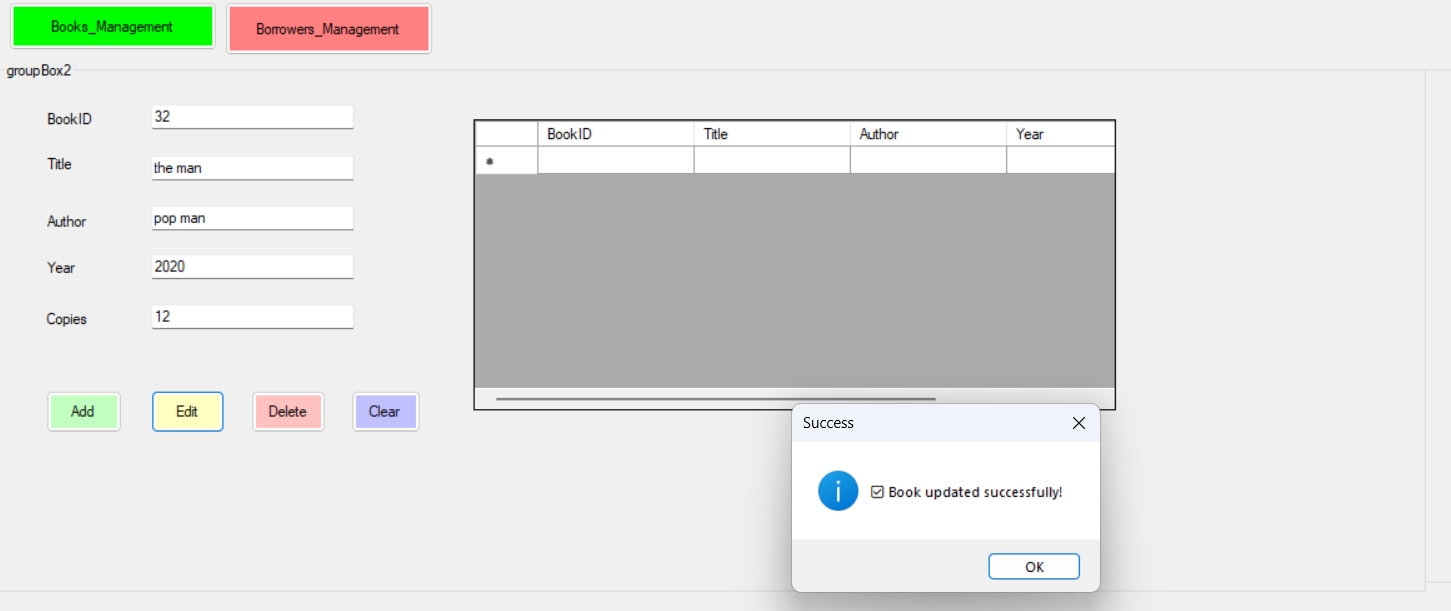 Books_Management
Borrowers_Management
groupBox2
BookID 32
Title the man
Author pop man
Year 2020
Copies 12
Add Edit Delete Clear
BookID Title Author Year
Success
Book updated successfully!
OK